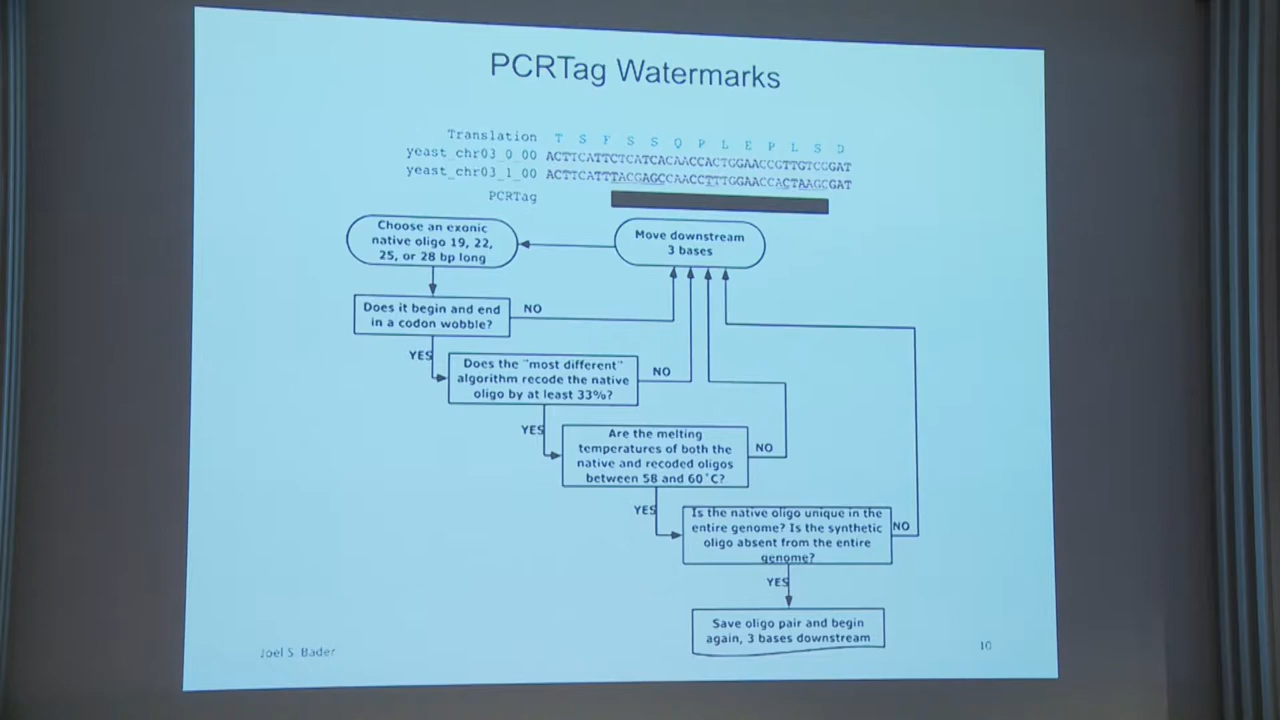 PCRTag Watermarks
Translation T S F S S Q P L E P L S D
yeast_chr03_0_00 ACTTCATTCTCATCACAACCACTGGAACCGTTGTCGGAT
yeast_chr03_1_00 ACTTCATTTACGAGCCAACCTTTGGAACCACTAAGCGAT
PCRTag
Choose an exonic
native oligo 19, 22,
25, or 28 bp long
Move downstream
3 bases
Does it begin and end
in a codon wobble?
NO
YES
Does the "most different"
algorithm recode the native
oligo by at least 33%?
NO
YES
Are the melting
temperatures of both the
native and recoded oligos
between 58 and 60°C?
NO
YES
Is the native oligo unique in the
entire genome? Is the synthetic
oligo absent from the entire
genome?
NO
YES
Save oligo pair and begin
again, 3 bases downstream
Joel S. Bader
10